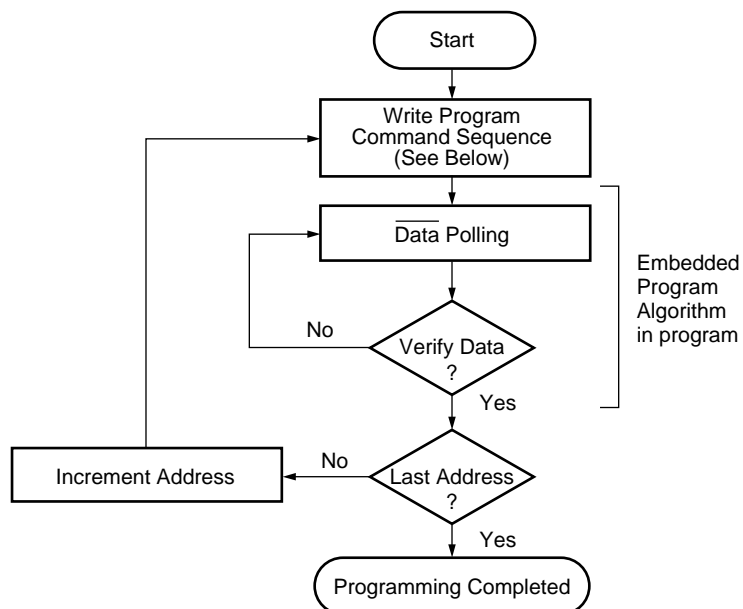 Start
Write Program
Command Sequence
(See Below)
Data Polling
Embedded
Program
Algorithm
in program
No
Verify Data
?
Yes
Increment Address
No
Last Address
?
Yes
Programming Completed